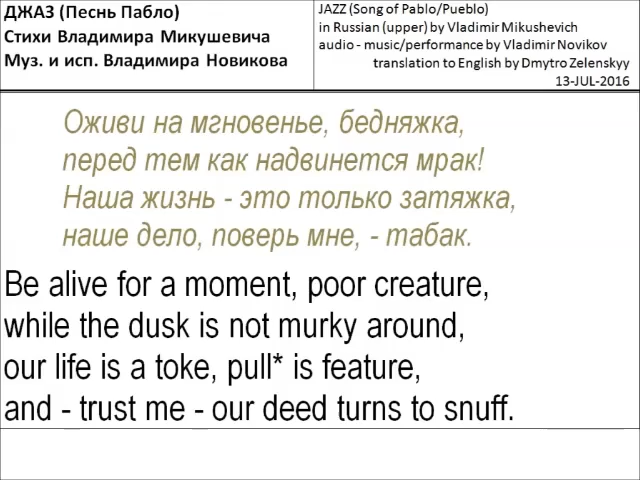 ДЖАЗ (Песнь Пабло)
Стихи Владимира Микушевича
Муз. и исп. Владимира Новикова
JAZZ (Song of Pablo/Pueblo)
in Russian (upper) by Vladimir Mikushevich
audio - music/performance by Vladimir Novikov
translation to English by Dmytro Zelenskyy
13-JUL-2016
Оживи на мгновенье, бедняжка,
перед тем как надвинется мрак!
Наша жизнь - это только затяжка,
наше дело, поверь мне, - табак.
Be alive for a moment, poor creature,
while the dusk is not murky around,
our life is a toke, pull* is feature,
and - trust me - our deed turns to snuff.